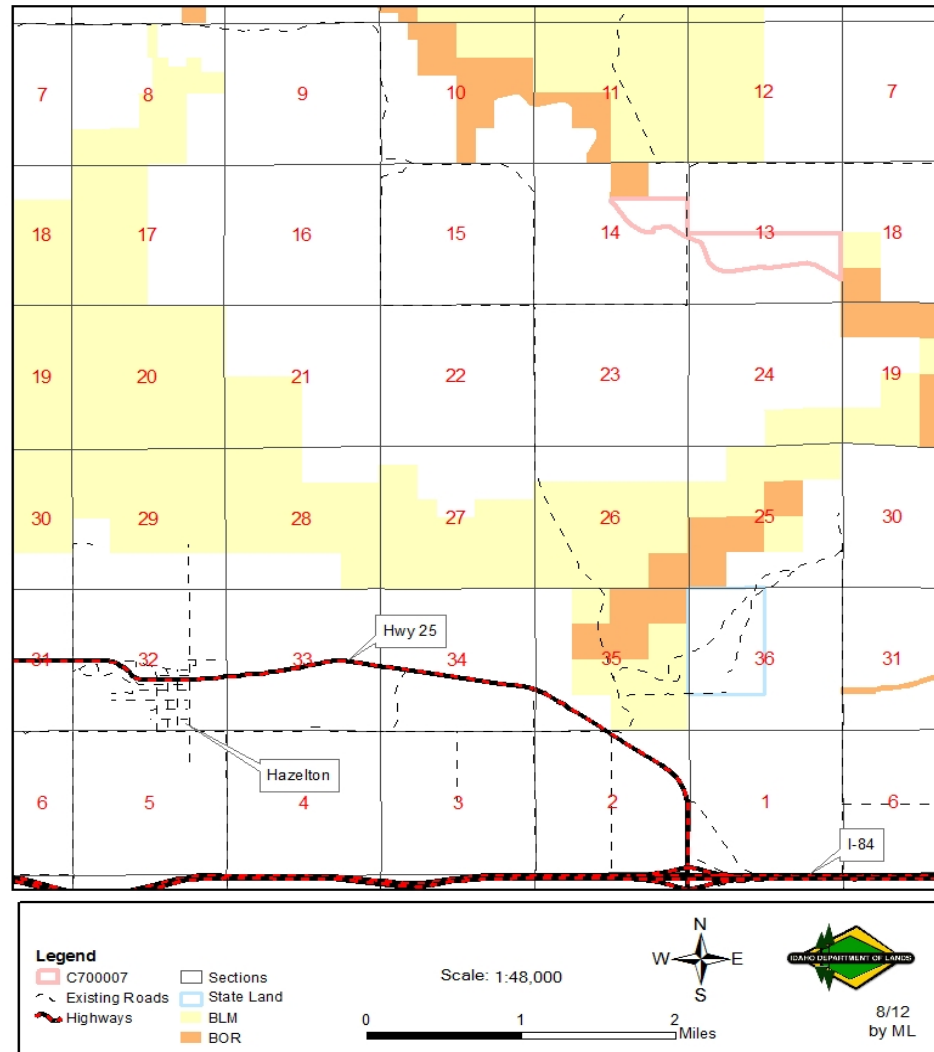 7 8 9 10 11 12 7
18 17 16 15 14 13 18
19 20 21 22 23 24 19
30 29 28 27 26 25 30
Hwy 25
31 32 33 34 35 36 31
Hazelton
6 5 4 3 2 1 6
I-84
Legend
C700007
Existing Roads
Highways
Sections
State Land
BLM
BOR
Scale: 1:48,000
0 1 2
Miles
N
W E
S
IDAHO DEPARTMENT OF LANDS
8/12
by ML